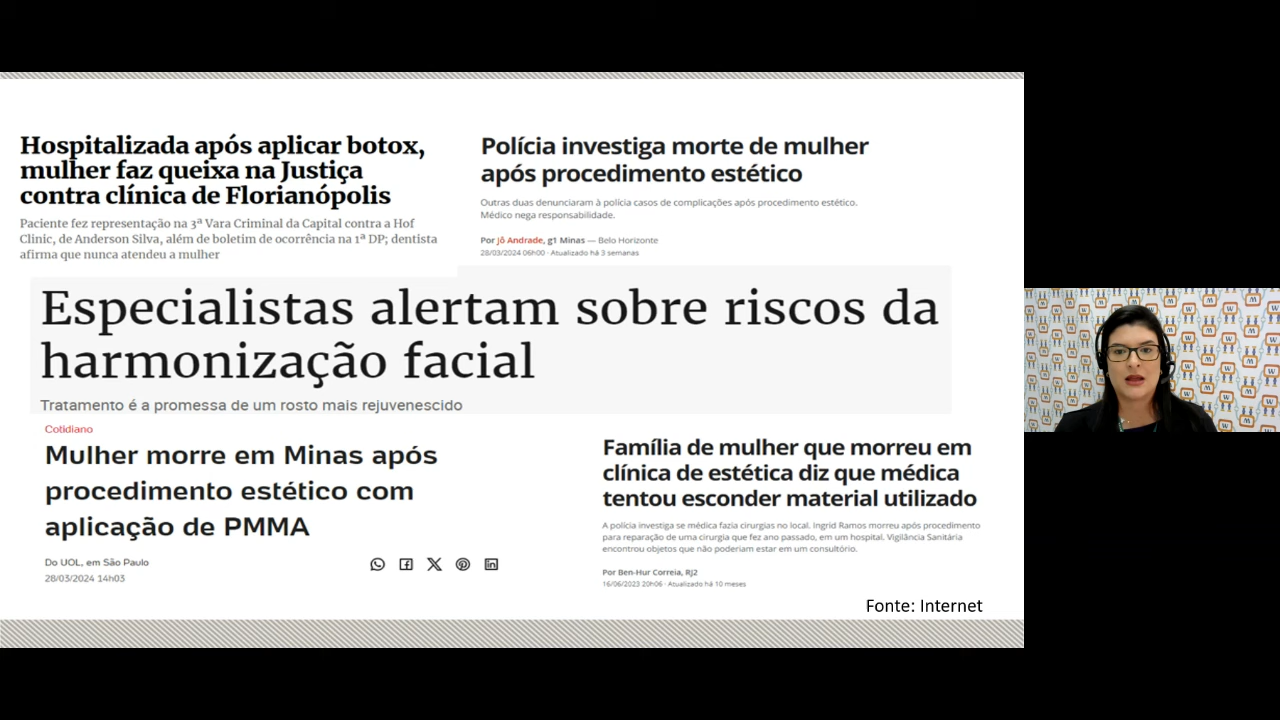 Hospitalizada após aplicar botox,
mulher faz queixa na Justiça
contra clínica de Florianópolis
Paciente fez representação na 3ª Vara Criminal da Capital contra a Hof
Clinic, de Anderson Silva, além de boletim de ocorrência na 1ª DP; dentista
afirma que nunca atendeu a mulher
Polícia investiga morte de mulher
após procedimento estético
Outras duas denunciaram à polícia casos de complicações após procedimento estético.
Médico nega responsabilidade.
Por Jô Andrade, g1 Minas — Belo Horizonte
28/03/2024 06h00 · Atualizado há 3 semanas
Especialistas alertam sobre riscos da
harmonização facial
Tratamento é a promessa de um rosto mais rejuvenescido
Cotidiano
Mulher morre em Minas após
procedimento estético com
aplicação de PMMA
Do UOL, em São Paulo
28/03/2024 14h03
Família de mulher que morreu em
clínica de estética diz que médica
tentou esconder material utilizado
A polícia investiga se médica fazia cirurgias no local. Ingrid Ramos morreu após procedimento
para reparação de uma cirurgia que fez ano passado, em um hospital. Vigilância Sanitária
encontrou objetos que não poderiam estar em um consultório.
Por Ben-Hur Correia, RJ2
16/06/2023 20h06 · Atualizado há 10 meses
Fonte: Internet